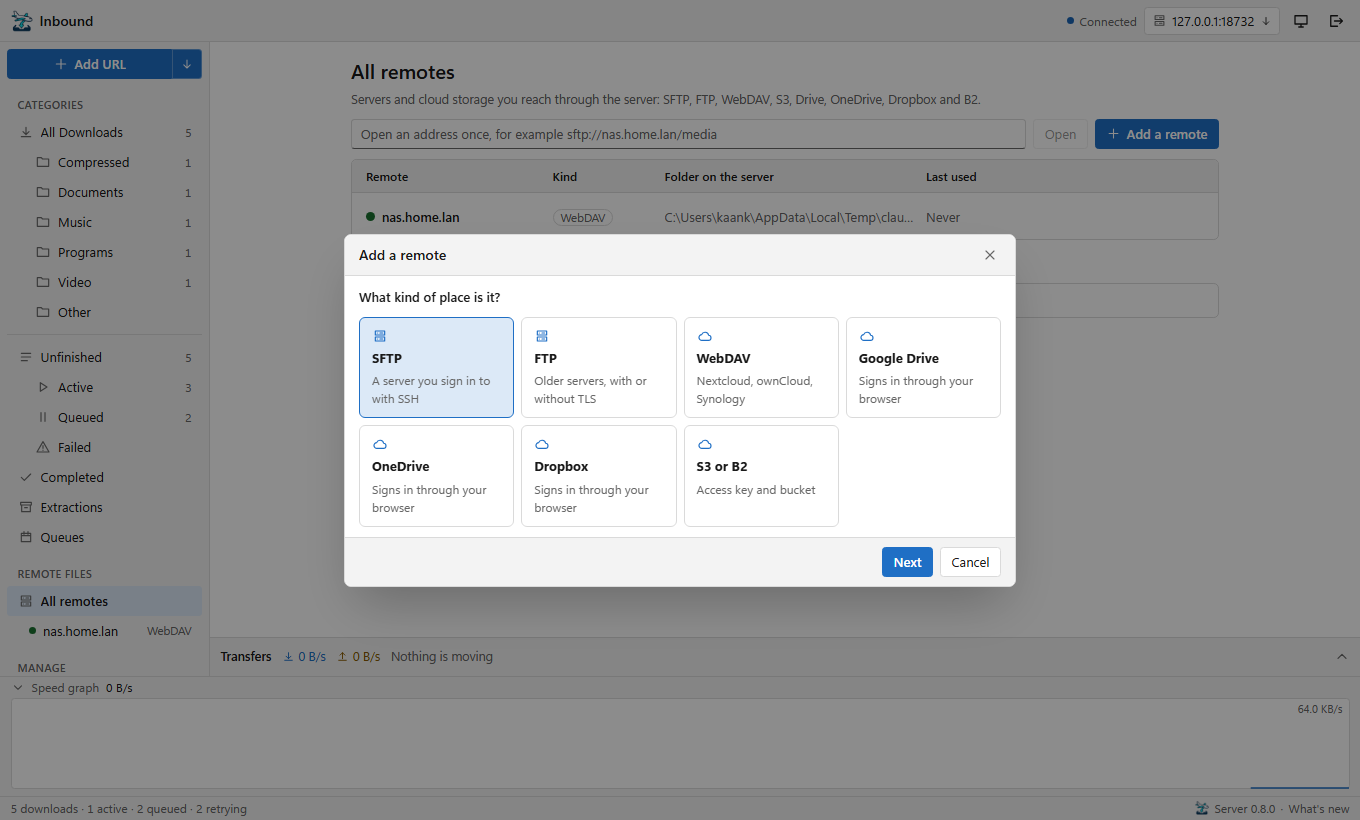 Inbound
Connected
127.0.0.1:18732
Add URL
CATEGORIES
All Downloads 5
Compressed 1
Documents 1
Music 1
Programs 1
Video 1
Other
Unfinished 5
Active 3
Queued 2
Failed
Completed
Extractions
Queues
REMOTE FILES
All remotes
nas.home.lan WebDAV
MANAGE
All remotes
Servers and cloud storage you reach through the server: SFTP, FTP, WebDAV, S3, Drive, OneDrive, Dropbox and B2.
Open an address once, for example sftp://nas.home.lan/media
Open
Add a remote
Remote Kind Folder on the server Last used
nas.home.lan WebDAV C:\Users\kaank\AppData\Local\Temp\clau... Never
Add a remote
What kind of place is it?
SFTP
A server you sign in to
with SSH
FTP
Older servers, with or
without TLS
WebDAV
Nextcloud, ownCloud,
Synology
Google Drive
Signs in through your
browser
OneDrive
Signs in through your
browser
Dropbox
Signs in through your
browser
S3 or B2
Access key and bucket
Next
Cancel
Transfers 0 B/s 0 B/s Nothing is moving
Speed graph 0 B/s
64.0 KB/s
5 downloads · 1 active · 2 queued · 2 retrying
Server 0.8.0 · What's new